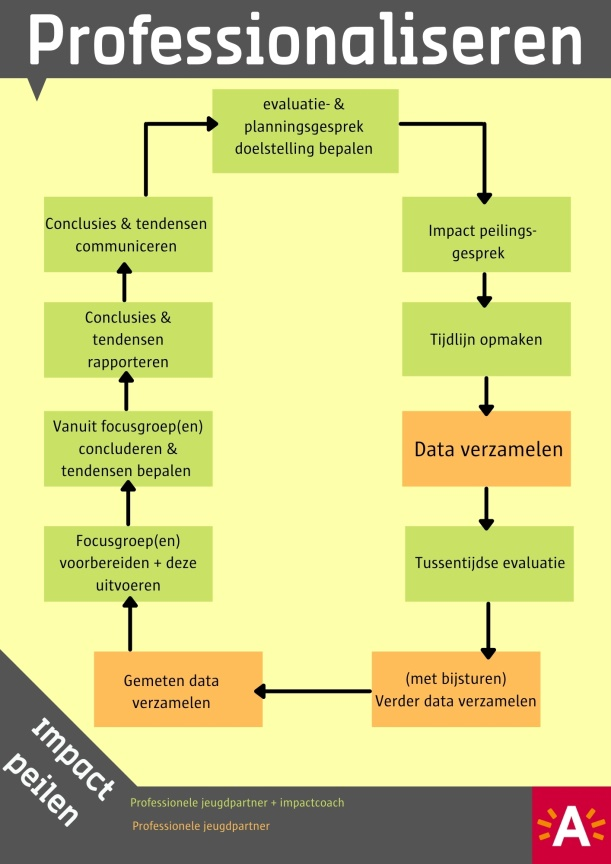 Professionaliseren
evaluatie- &
planningsgesprek
doelstelling bepalen
Impact peilings-
gesprek
Tijdlijn opmaken
Data verzamelen
Tussentijdse evaluatie
(met bijsturen)
Verder data verzamelen
Gemeten data
verzamelen
Focusgroep(en)
voorbereiden + deze
uitvoeren
Vanuit focusgroep(en)
concluderen &
tendensen bepalen
Conclusies &
tendensen
rapporteren
Conclusies & tendensen
communiceren
Impact
peilen
Professionele jeugdpartner + impactcoach
Professionele jeugdpartner
A